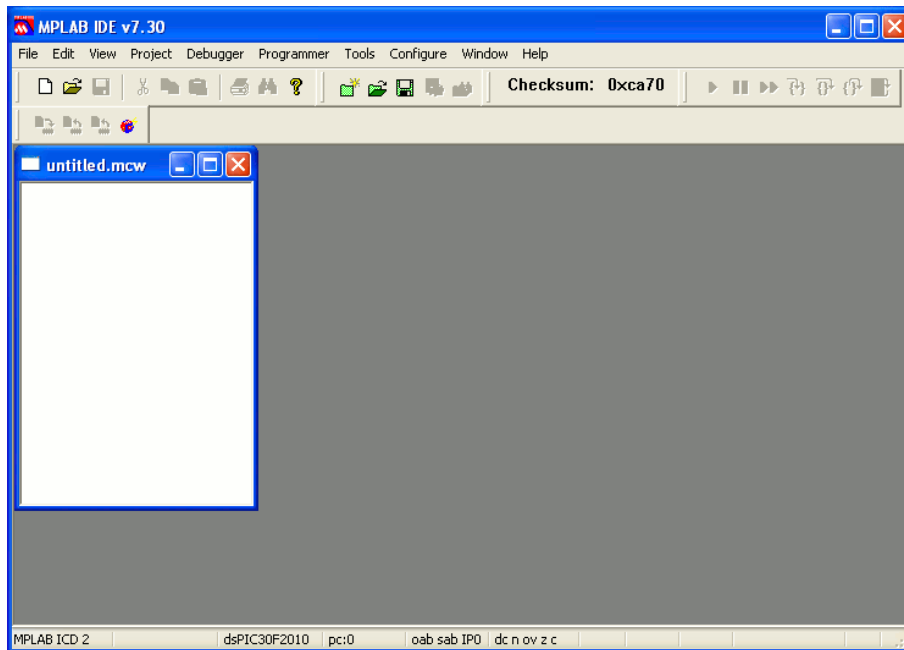 MPLAB IDE v7.30
File Edit View Project Debugger Programmer Tools Configure Window Help
Checksum: 0xca70
untitled.mcw
MPLAB ICD 2 dsPIC30F2010 pc:0 oab sab IP0 dc n ov z c